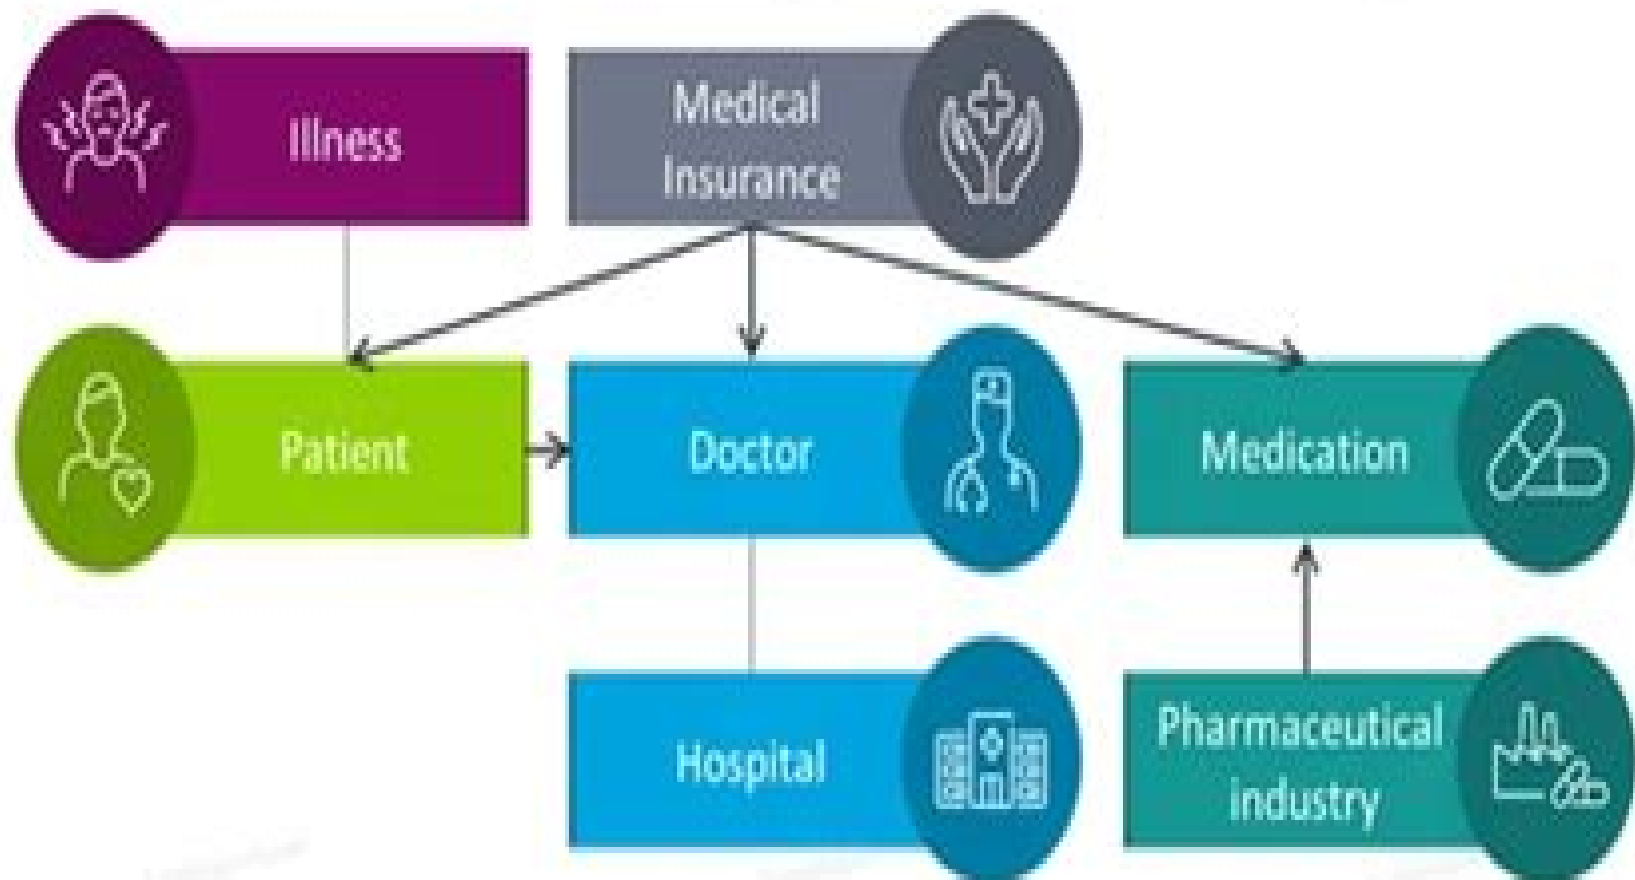 Illness
Medical
Insurance
Patient
Doctor
Medication
Hospital
Pharmaceutical
industry